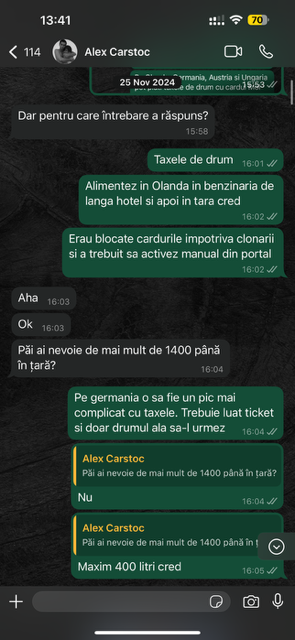 13:41
70
114
Alex Carstoc
Germania, Austria si Ungaria
taxele de drum cu cardul
15:53
25 Nov 2024
Dar pentru care întrebare a răspuns?
15:58
Taxele de drum
16:01
Alimentez in Olanda in benzinaria de
langa hotel si apoi in tara cred
16:02
Erau blocate cardurile impotriva clonarii
si a trebuit sa activez manual din portal
16:02
Aha
16:03
Ok
16:03
Păi ai nevoie de mai mult de 1400 până
în țară?
16:04
Pe germania o sa fie un pic mai
complicat cu taxele. Trebuie luat ticket
si doar drumul ala sa-l urmez
16:04
Alex Carstoc
Păi ai nevoie de mai mult de 1400 până în țară?
Nu
16:04
Alex Carstoc
Păi ai nevoie de mai mult de 1400 până în
Maxim 400 litri cred
16:05